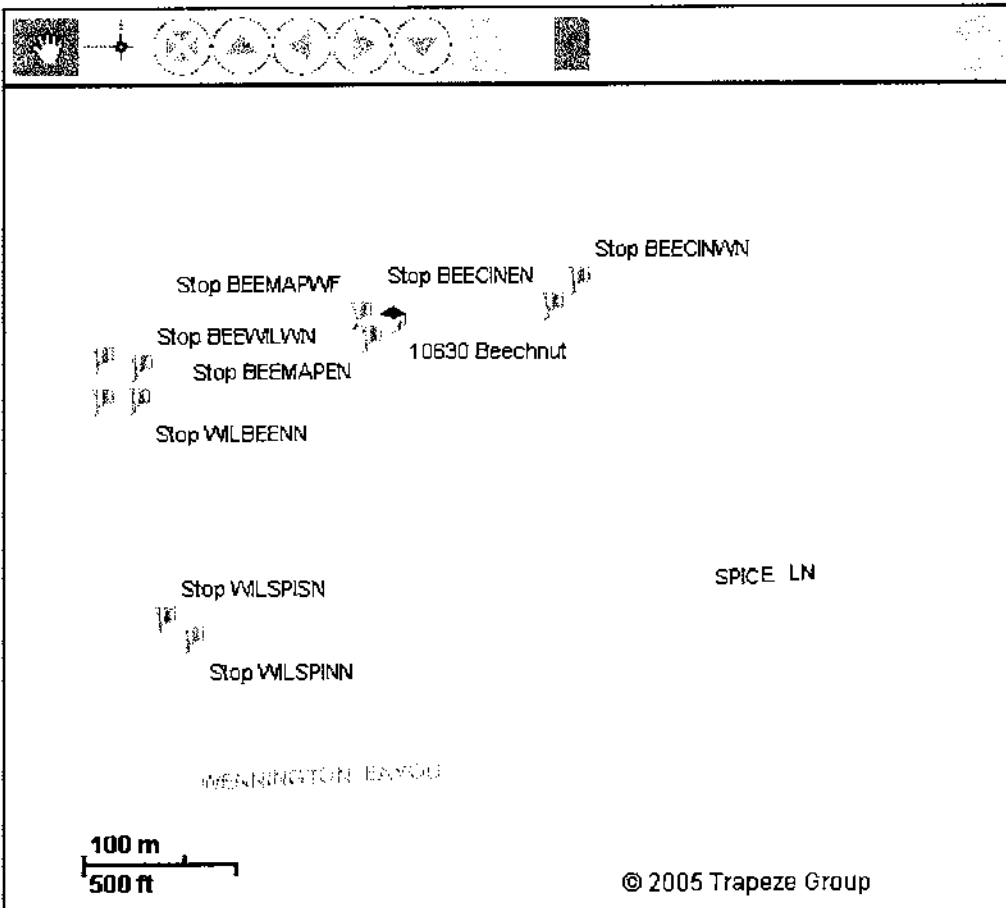 Stop BEECINWN
Stop BEEMAPWF
Stop BEECINEN
Stop BEEWILWN
10630 Beechnut
Stop BEEMAPEN
Stop WILBEENN
SPICE LN
Stop WILSPISN
Stop WILSPINN
BAYOU
100 m
500 ft
© 2005 Trapeze Group